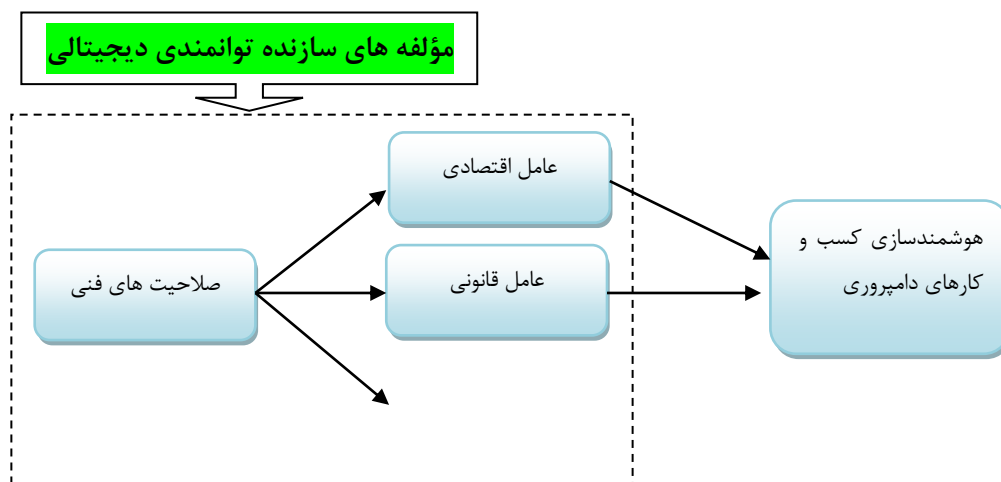 مؤلفه های سازنده توانمندی دیجیتالی
عامل اقتصادی
هوشمندسازی کسب و
کارهای دامپروری
عامل قانونی
صلاحیت های فنی